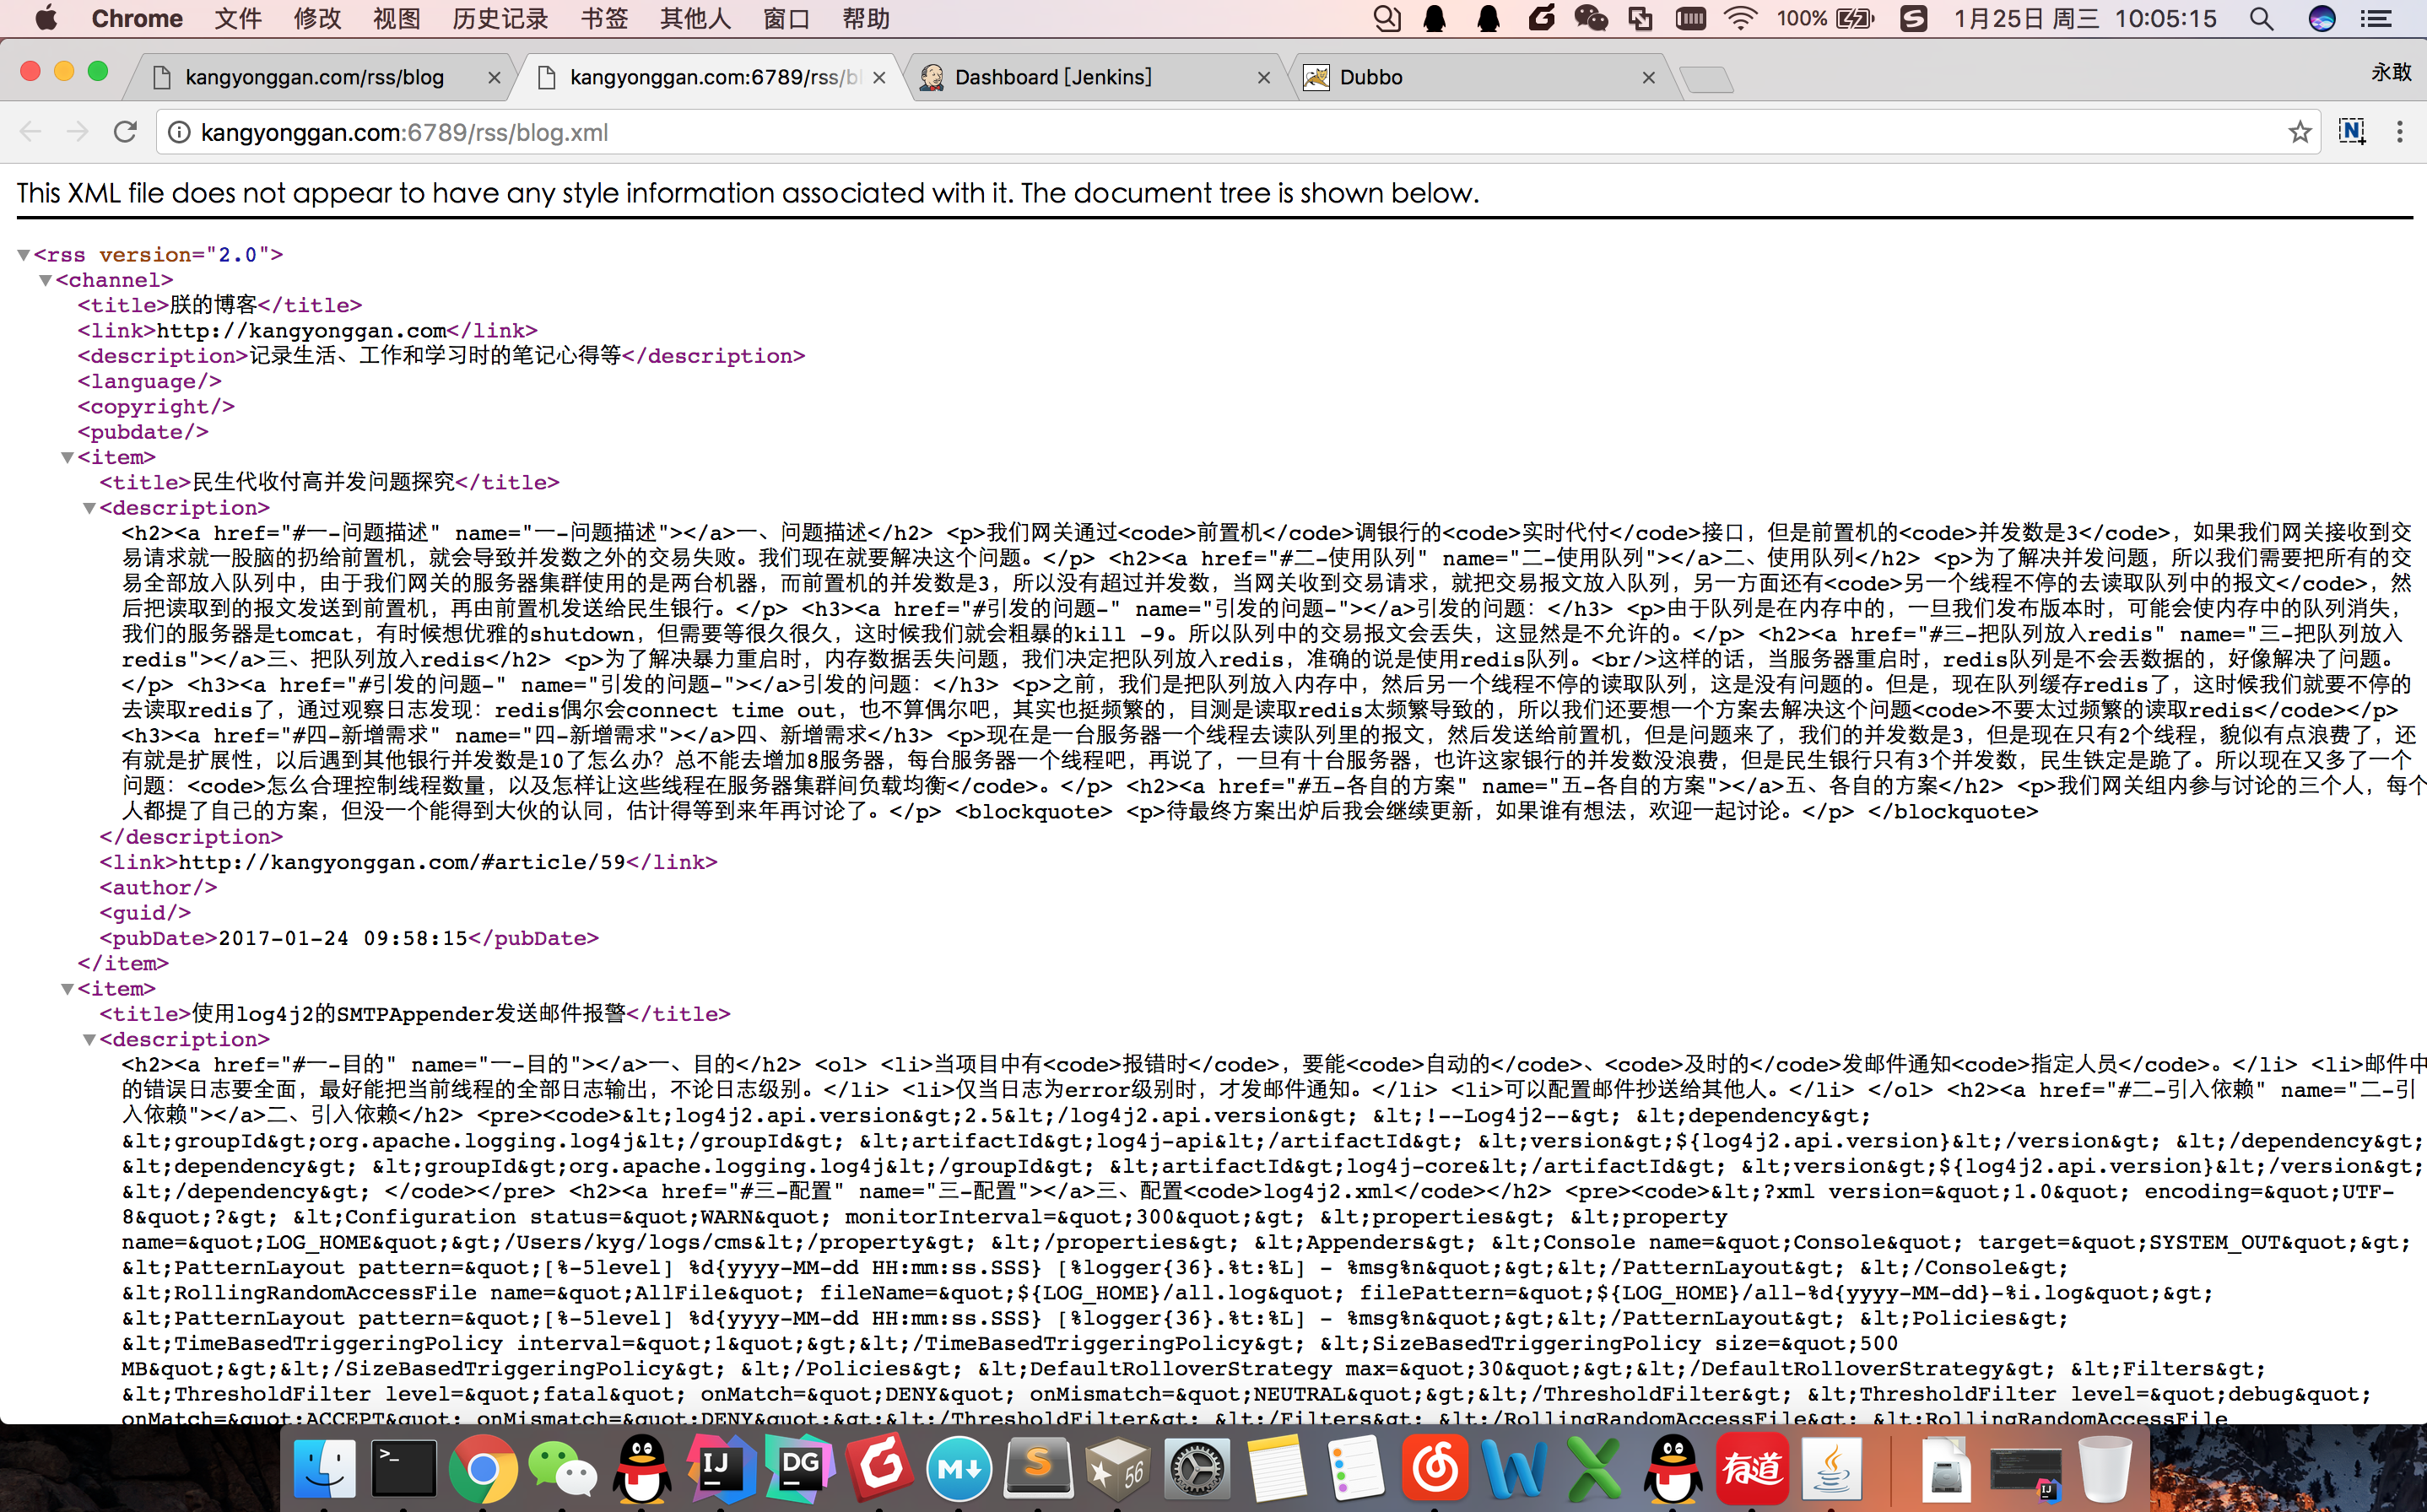 Chrome 文件 修改 视图 历史记录 书签 其他人 窗口 帮助 100% 1月25日 周三 10:05:15
kangyonggan.com/rss/blog kangyonggan.com:6789/rss/bl Dashboard [Jenkins] Dubbo 永敢
kangyonggan.com:6789/rss/blog.xml
This XML file does not appear to have any style information associated with it. The document tree is shown below.
<rss version="2.0">
<channel>
<title>朕的博客</title>
<link>http://kangyonggan.com</link>
<description>记录生活、工作和学习时的笔记心得等</description>
<language/>
<copyright/>
<pubdate/>
<item>
<title>民生代收付高并发问题探究</title>
<description>
<h2><a href="#一-问题描述" name="一-问题描述"></a>一、问题描述</h2> <p>我们网关通过<code>前置机</code>调银行的<code>实时代付</code>接口，但是前置机的<code>并发数是3</code>，如果我们网关接收到交
易请求就一股脑的扔给前置机，就会导致并发数之外的交易失败。我们现在就要解决这个问题。</p> <h2><a href="#二-使用队列" name="二-使用队列"></a>二、使用队列</h2> <p>为了解决并发问题，所以我们需要把所有的交
易全部放入队列中，由于我们网关的服务器集群使用的是两台机器，而前置机的并发数是3，所以没有超过并发数，当网关收到交易请求，就把交易报文放入队列，另一方面还有<code>另一个线程不停的去读取队列中的报文</code>，然
后把读取到的报文发送到前置机，再由前置机发送给民生银行。</p> <h3><a href="#引发的问题-" name="引发的问题-"></a>引发的问题：</h3> <p>由于队列是在内存中的，一旦我们发布版本时，可能会使内存中的队列消失，
我们的服务器是tomcat，有时候想优雅的shutdown，但需要等很久很久，这时候我们就会粗暴的kill -9。所以队列中的交易报文会丢失，这显然是不允许的。</p> <h2><a href="#三-把队列放入redis" name="三-把队列放入
redis"></a>三、把队列放入redis</h2> <p>为了解决暴力重启时，内存数据丢失问题，我们决定把队列放入redis，准确的说是使用redis队列。<br/>这样的话，当服务器重启时，redis队列是不会丢数据的，好像解决了问题。
</p> <h3><a href="#引发的问题-" name="引发的问题-"></a>引发的问题：</h3> <p>之前，我们是把队列放入内存中，然后另一个线程不停的读取队列，这是没有问题的。但是，现在队列缓存redis了，这时候我们就要不停的
去读取redis了，通过观察日志发现：redis偶尔会connect time out，也不算偶尔吧，其实也挺频繁的，目测是读取redis太频繁导致的，所以我们还要想一个方案去解决这个问题<code>不要太过频繁的读取redis</code></p>
<h3><a href="#四-新增需求" name="四-新增需求"></a>四、新增需求</h3> <p>现在是一台服务器一个线程去读队列里的报文，然后发送给前置机，但是问题来了，我们的并发数是3，但是现在只有2个线程，貌似有点浪费了，还
有就是扩展性，以后遇到其他银行并发数是10了怎么办？总不能去增加8服务器，每台服务器一个线程吧，再说了，一旦有十台服务器，也许这家银行的并发数没浪费，但是民生银行只有3个并发数，民生铁定是跪了。所以现在又多了一个
问题：<code>怎么合理控制线程数量，以及怎样让这些线程在服务器集群间负载均衡</code>。</p> <h2><a href="#五-各自的方案" name="五-各自的方案"></a>五、各自的方案</h2> <p>我们网关组内参与讨论的三个人，每个
人都提了自己的方案，但没一个能得到大伙的认同，估计得等到来年再讨论了。</p> <blockquote> <p>待最终方案出炉后我会继续更新，如果谁有想法，欢迎一起讨论。</p> </blockquote>
</description>
<link>http://kangyonggan.com/#article/59</link>
<author/>
<guid/>
<pubDate>2017-01-24 09:58:15</pubDate>
</item>
<item>
<title>使用log4j2的SMTPAppender发送邮件报警</title>
<description>
<h2><a href="#一-目的" name="一-目的"></a>一、目的</h2> <ol> <li>当项目中有<code>报错时</code>，要能<code>自动的</code>、<code>及时的</code>发邮件通知<code>指定人员</code>。</li> <li>邮件中
的错误日志要全面，最好能把当前线程的全部日志输出，不论日志级别。</li> <li>仅当日志为error级别时，才发邮件通知。</li> <li>可以配置邮件抄送给其他人。</li> </ol> <h2><a href="#二-引入依赖" name="二-引
入依赖"></a>二、引入依赖</h2> <pre><code>&lt;log4j2.api.version&gt;2.5&lt;/log4j2.api.version&gt; &lt;!--Log4j2--&gt; &lt;dependency&gt;
&lt;groupId&gt;org.apache.logging.log4j&lt;/groupId&gt; &lt;artifactId&gt;log4j-api&lt;/artifactId&gt; &lt;version&gt;${log4j2.api.version}&lt;/version&gt; &lt;/dependency&gt;
&lt;dependency&gt; &lt;groupId&gt;org.apache.logging.log4j&lt;/groupId&gt; &lt;artifactId&gt;log4j-core&lt;/artifactId&gt; &lt;version&gt;${log4j2.api.version}&lt;/version&gt;
&lt;/dependency&gt; </code></pre> <h2><a href="#三-配置" name="三-配置"></a>三、配置<code>log4j2.xml</code></h2> <pre><code>&lt;?xml version=&quot;1.0&quot; encoding=&quot;UTF-
8&quot;?&gt; &lt;Configuration status=&quot;WARN&quot; monitorInterval=&quot;300&quot;&gt; &lt;properties&gt; &lt;property
name=&quot;LOG_HOME&quot;&gt;/Users/kyg/logs/cms&lt;/property&gt; &lt;/properties&gt; &lt;Appenders&gt; &lt;Console name=&quot;Console&quot; target=&quot;SYSTEM_OUT&quot;&gt;
&lt;PatternLayout pattern=&quot;[%-5level] %d{yyyy-MM-dd HH:mm:ss.SSS} [%logger{36}.%t:%L] - %msg%n&quot;&gt;&lt;/PatternLayout&gt; &lt;/Console&gt;
&lt;RollingRandomAccessFile name=&quot;AllFile&quot; fileName=&quot;${LOG_HOME}/all.log&quot; filePattern=&quot;${LOG_HOME}/all-%d{yyyy-MM-dd}-%i.log&quot;&gt;
&lt;PatternLayout pattern=&quot;[%-5level] %d{yyyy-MM-dd HH:mm:ss.SSS} [%logger{36}.%t:%L] - %msg%n&quot;&gt;&lt;/PatternLayout&gt; &lt;Policies&gt;
&lt;TimeBasedTriggeringPolicy interval=&quot;1&quot;&gt;&lt;/TimeBasedTriggeringPolicy&gt; &lt;SizeBasedTriggeringPolicy size=&quot;500
MB&quot;&gt;&lt;/SizeBasedTriggeringPolicy&gt; &lt;/Policies&gt; &lt;DefaultRolloverStrategy max=&quot;30&quot;&gt;&lt;/DefaultRolloverStrategy&gt; &lt;Filters&gt;
&lt;ThresholdFilter level=&quot;fatal&quot; onMatch=&quot;DENY&quot; onMismatch=&quot;NEUTRAL&quot;&gt;&lt;/ThresholdFilter&gt; &lt;ThresholdFilter level=&quot;debug&quot;
onMatch=&quot;ACCEPT&quot; onMismatch=&quot;DENY&quot;&gt;&lt;/ThresholdFilter&gt; &lt;/Filters&gt; &lt;/RollingRandomAccessFile&gt; &lt;RollingRandomAccessFile
>_ IJ DG M↓ S 56 W X 有道 IJ